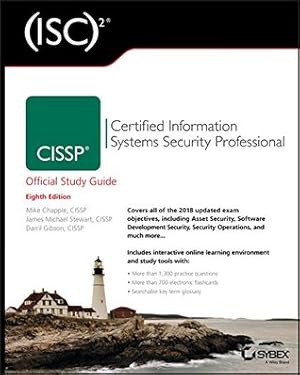 (ISC)²®
CISSP®
Certified Information
Systems Security Professional
Official Study Guide
Eighth Edition
Mike Chapple, CISSP
James Michael Stewart, CISSP
Darril Gibson, CISSP
Covers all of the 2018 updated exam
objectives, including Asset Security, Software
Development Security, Security Operations, and
much more...
Includes interactive online learning environment
and study tools with:
• More than 1,300 practice questions
• More than 700 electronic flashcards
• Searchable key term glossary
SYBEX
A Wiley Brand